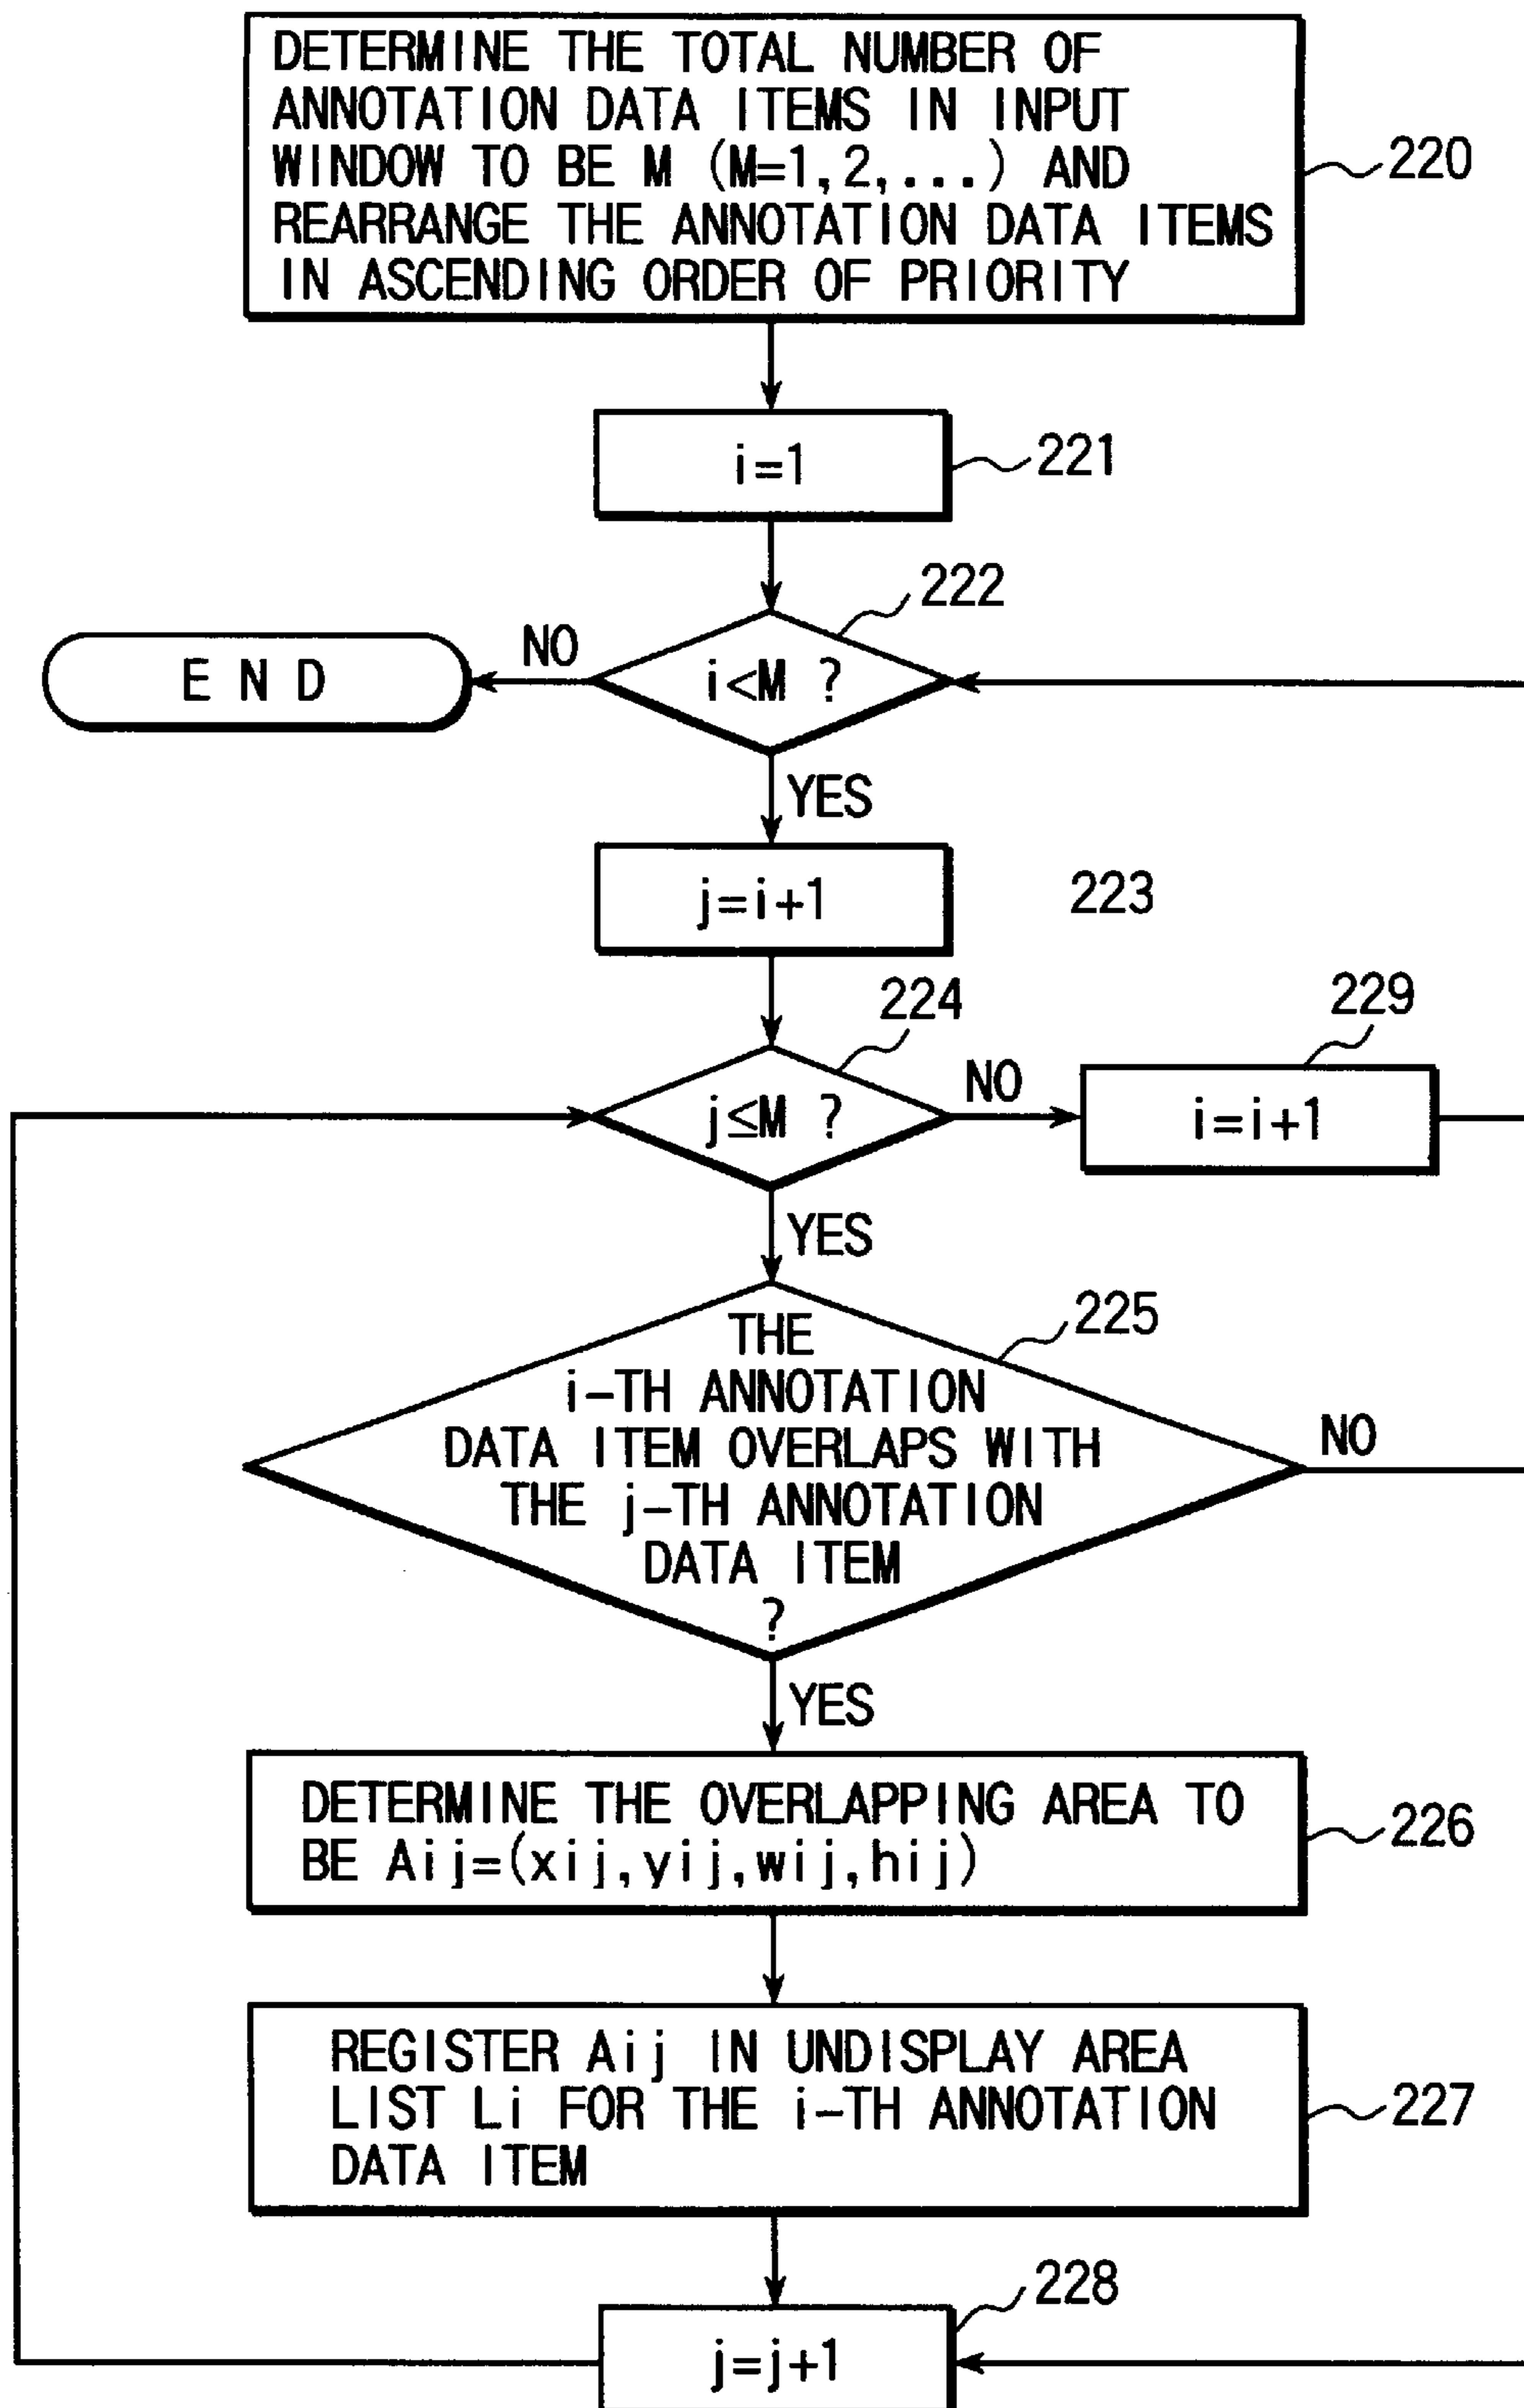 DETERMINE THE TOTAL NUMBER OF
ANNOTATION DATA ITEMS IN INPUT
WINDOW TO BE M (M=1,2,...) AND
REARRANGE THE ANNOTATION DATA ITEMS
IN ASCENDING ORDER OF PRIORITY
220
i=1
221
222
i<M ?
NO
END
YES
j=i+1
223
224
j≤M ?
NO
229
i=i+1
YES
225
THE
i-TH ANNOTATION
DATA ITEM OVERLAPS WITH
THE j-TH ANNOTATION
DATA ITEM
?
NO
YES
DETERMINE THE OVERLAPPING AREA TO
BE Aij=(xij,yij,wij,hij)
226
REGISTER Aij IN UNDISPLAY AREA
LIST Li FOR THE i-TH ANNOTATION
DATA ITEM
227
228
j=j+1